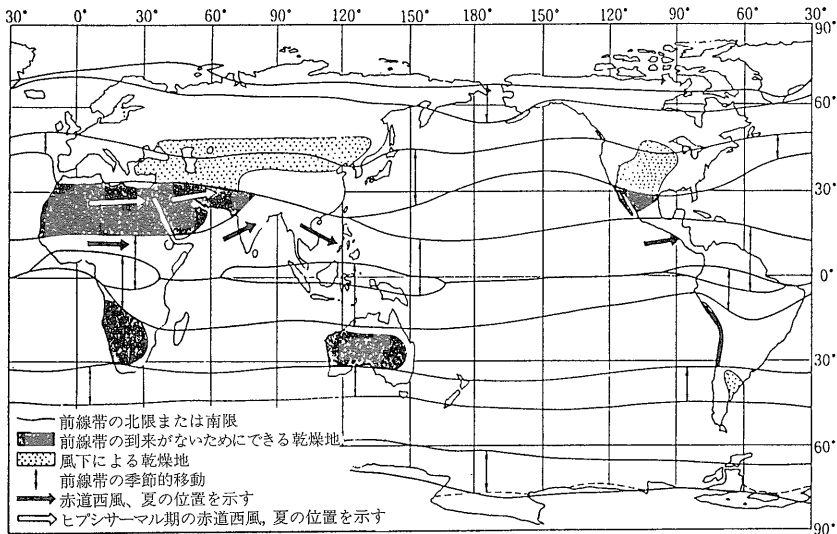 30° 0° 30° 60° 90° 120° 150° 180° 150° 120° 90° 60° 30°
90°
60°
30°
0°
30°
60°
90°
前線帯の北限または南限
前線帯の到来がないためにできる乾燥地
風下による乾燥地
前線帯の季節的移動
赤道西風、夏の位置を示す
ヒプシサーマル期の赤道西風,夏の位置を示す